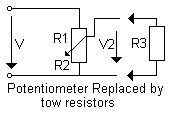 V
R1
R2
V2
R3
Potentiometer Replaced by
tow resistors